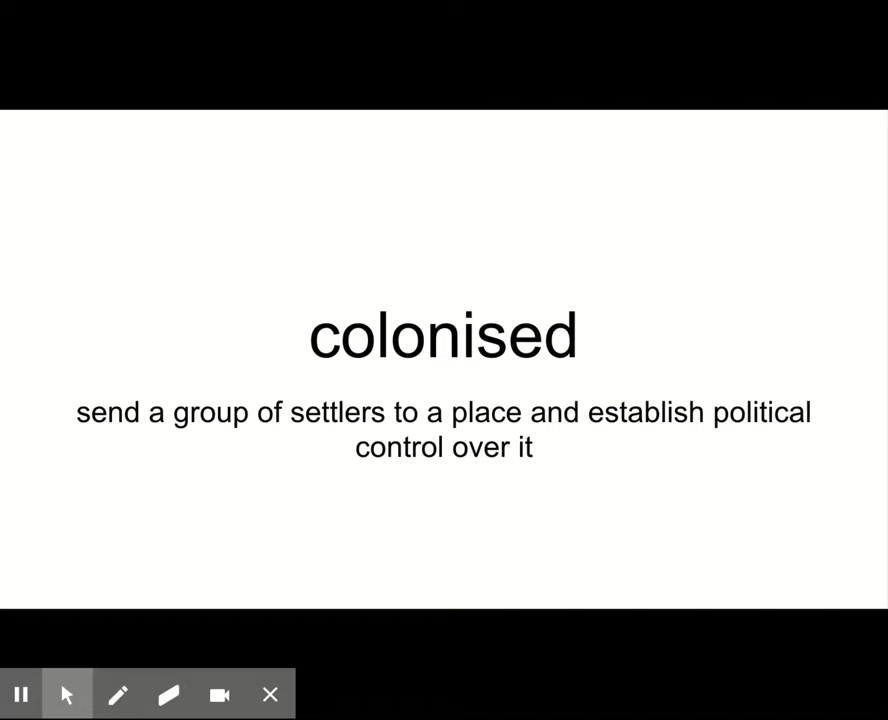 colonised
send a group of settlers to a place and establish political
control over it